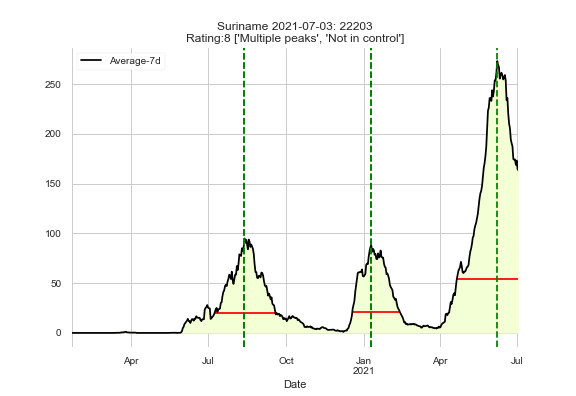 Suriname 2021-07-03: 22203
Rating:8 ['Multiple peaks', 'Not in control']
Average-7d
250
200
150
100
50
0
Apr
Jul
Oct
Jan
2021
Apr
Jul
Date